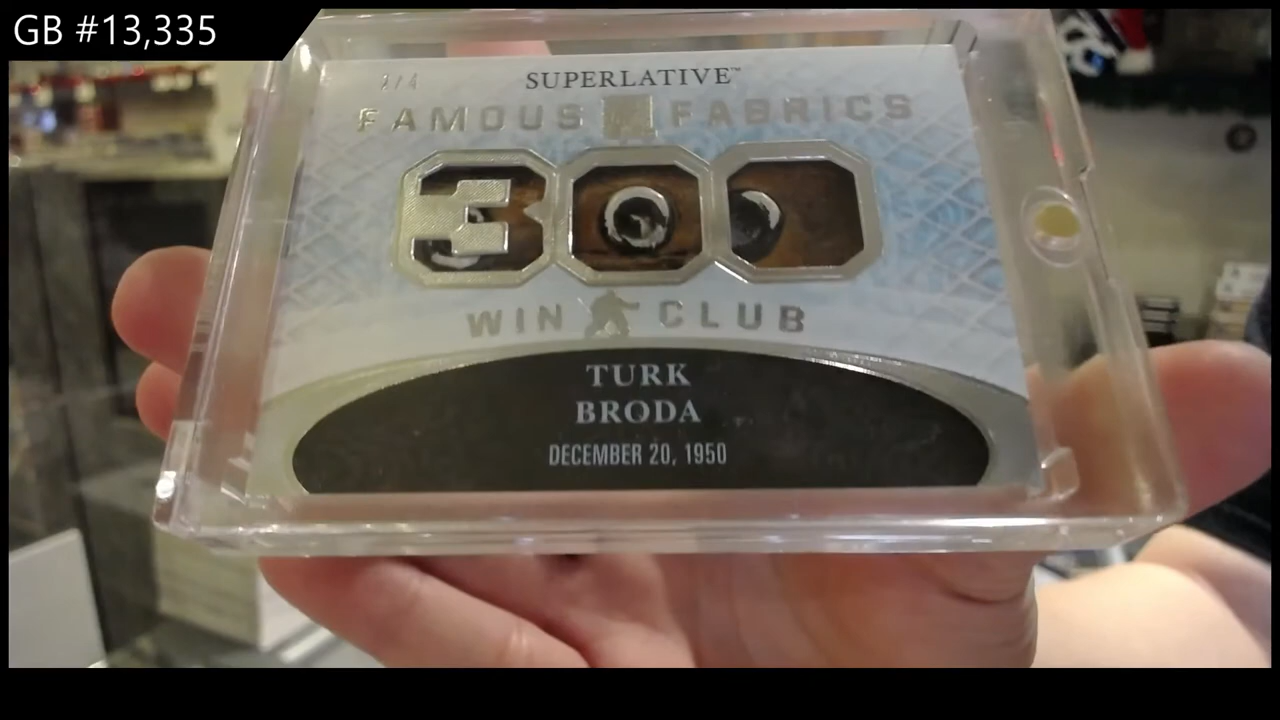 GB #13,335
SUPERLATIVE™
FAMOUS FABRICS
300
WIN CLUB
TURK
BRODA
DECEMBER 20, 1950